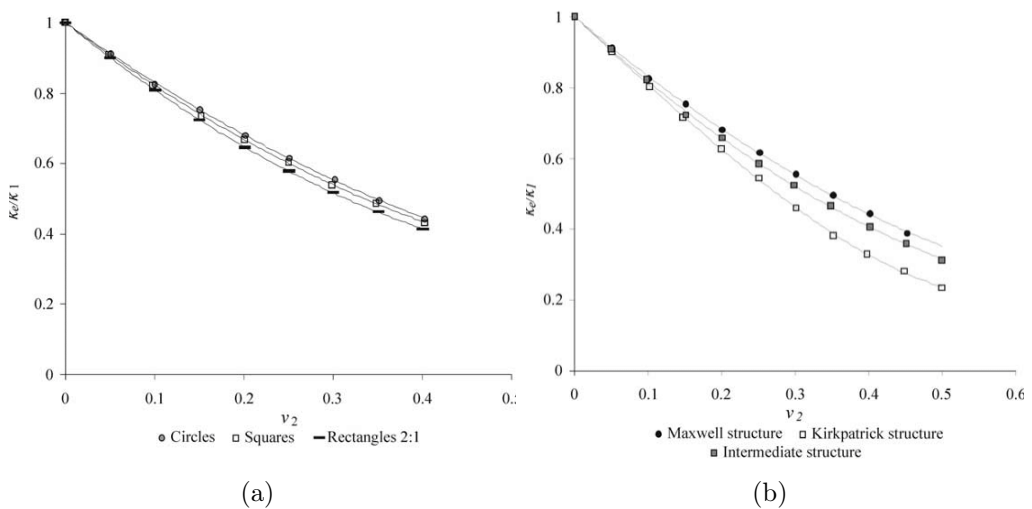 1
0.8
0.6
0.4
0.2
0
κe/κ1
0 0.1 0.2 0.3 0.4 0.5
v2
Circles Squares Rectangles 2:1
(a)
1
0.8
0.6
0.4
0.2
0
κe/κ1
0 0.1 0.2 0.3 0.4 0.5 0.6
v2
Maxwell structure Kirkpatrick structure
Intermediate structure
(b)